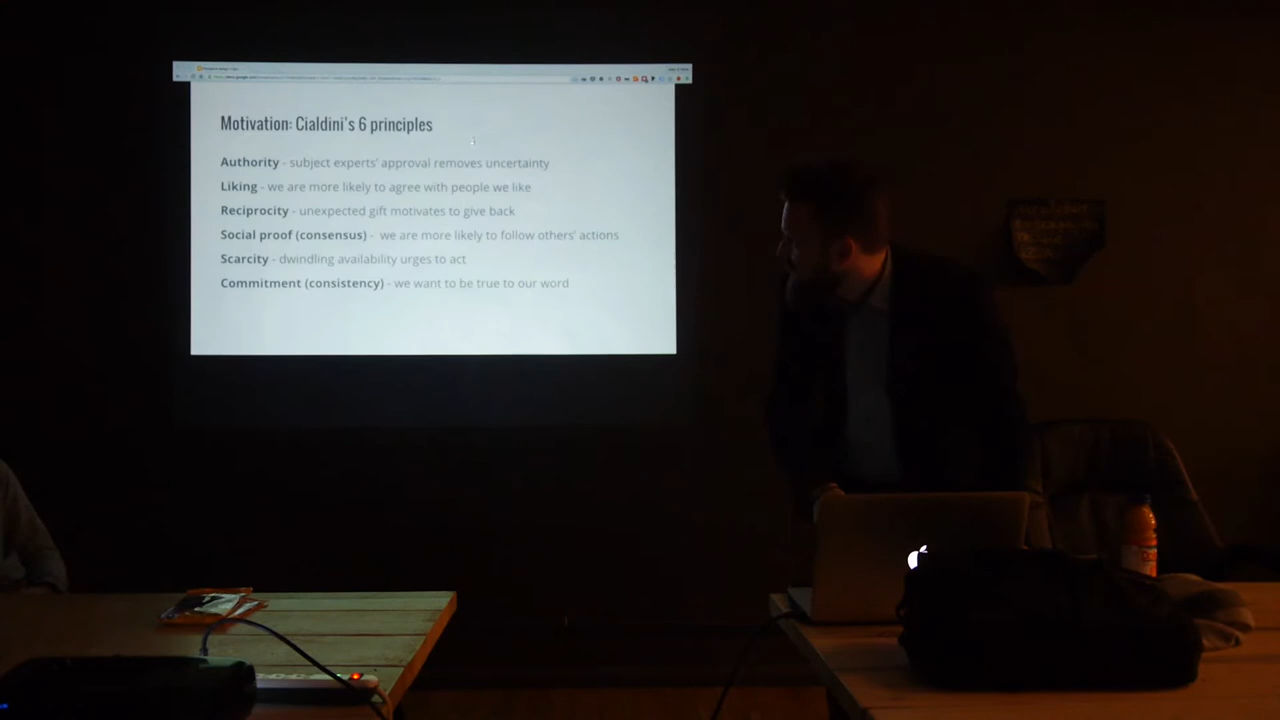 Motivation: Cialdini's 6 principles
Authority - subject experts' approval removes uncertainty
Liking - we are more likely to agree with people we like
Reciprocity - unexpected gift motivates to give back
Social proof (consensus) - we are more likely to follow others' actions
Scarcity - dwindling availability urges to act
Commitment (consistency) - we want to be true to our word